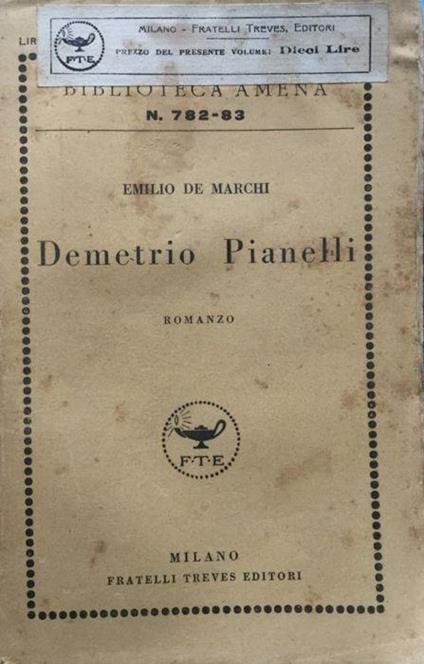 MILANO - FRATELLI TREVES, EDITORI
F·T·E
PREZZO DEL PRESENTE VOLUME: Dieci Lire
LIR
BIBLIOTECA AMENA
N. 782-83
EMILIO DE MARCHI
Demetrio Pianelli
ROMANZO
F·T·E
MILANO
FRATELLI TREVES EDITORI